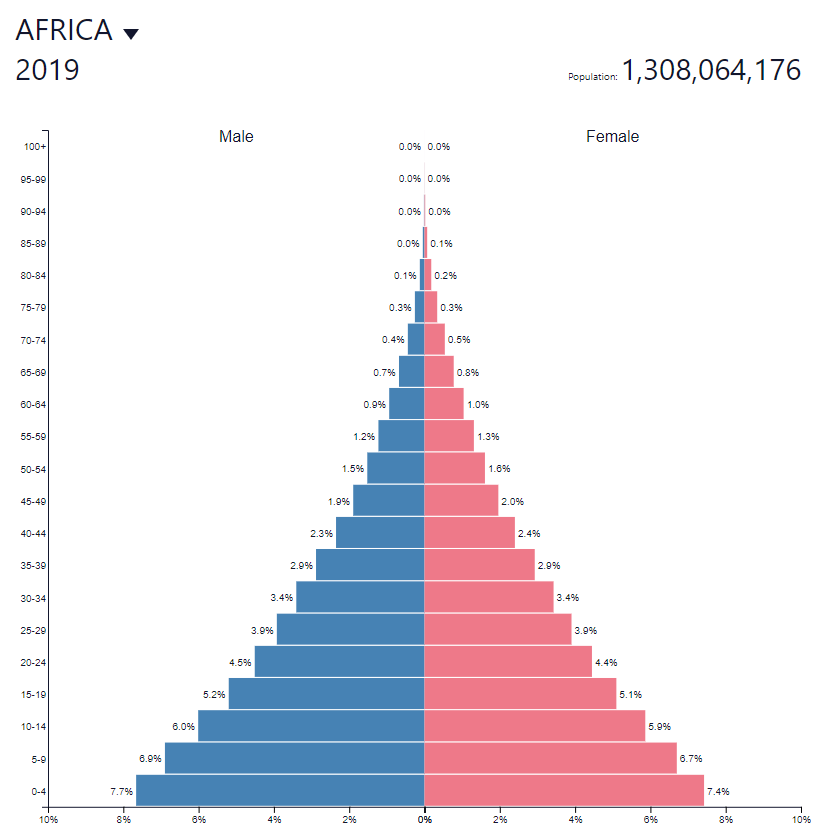 AFRICA
2019
Population: 1,308,064,176
Male Female
100+ 0.0% 0.0%
95-99 0.0% 0.0%
90-94 0.0% 0.0%
85-89 0.0% 0.1%
80-84 0.1% 0.2%
75-79 0.3% 0.3%
70-74 0.4% 0.5%
65-69 0.7% 0.8%
60-64 0.9% 1.0%
55-59 1.2% 1.3%
50-54 1.5% 1.6%
45-49 1.9% 2.0%
40-44 2.3% 2.4%
35-39 2.9% 2.9%
30-34 3.4% 3.4%
25-29 3.9% 3.9%
20-24 4.5% 4.4%
15-19 5.2% 5.1%
10-14 6.0% 5.9%
5-9 6.9% 6.7%
0-4 7.7% 7.4%
10% 8% 6% 4% 2% 0% 2% 4% 6% 8% 10%